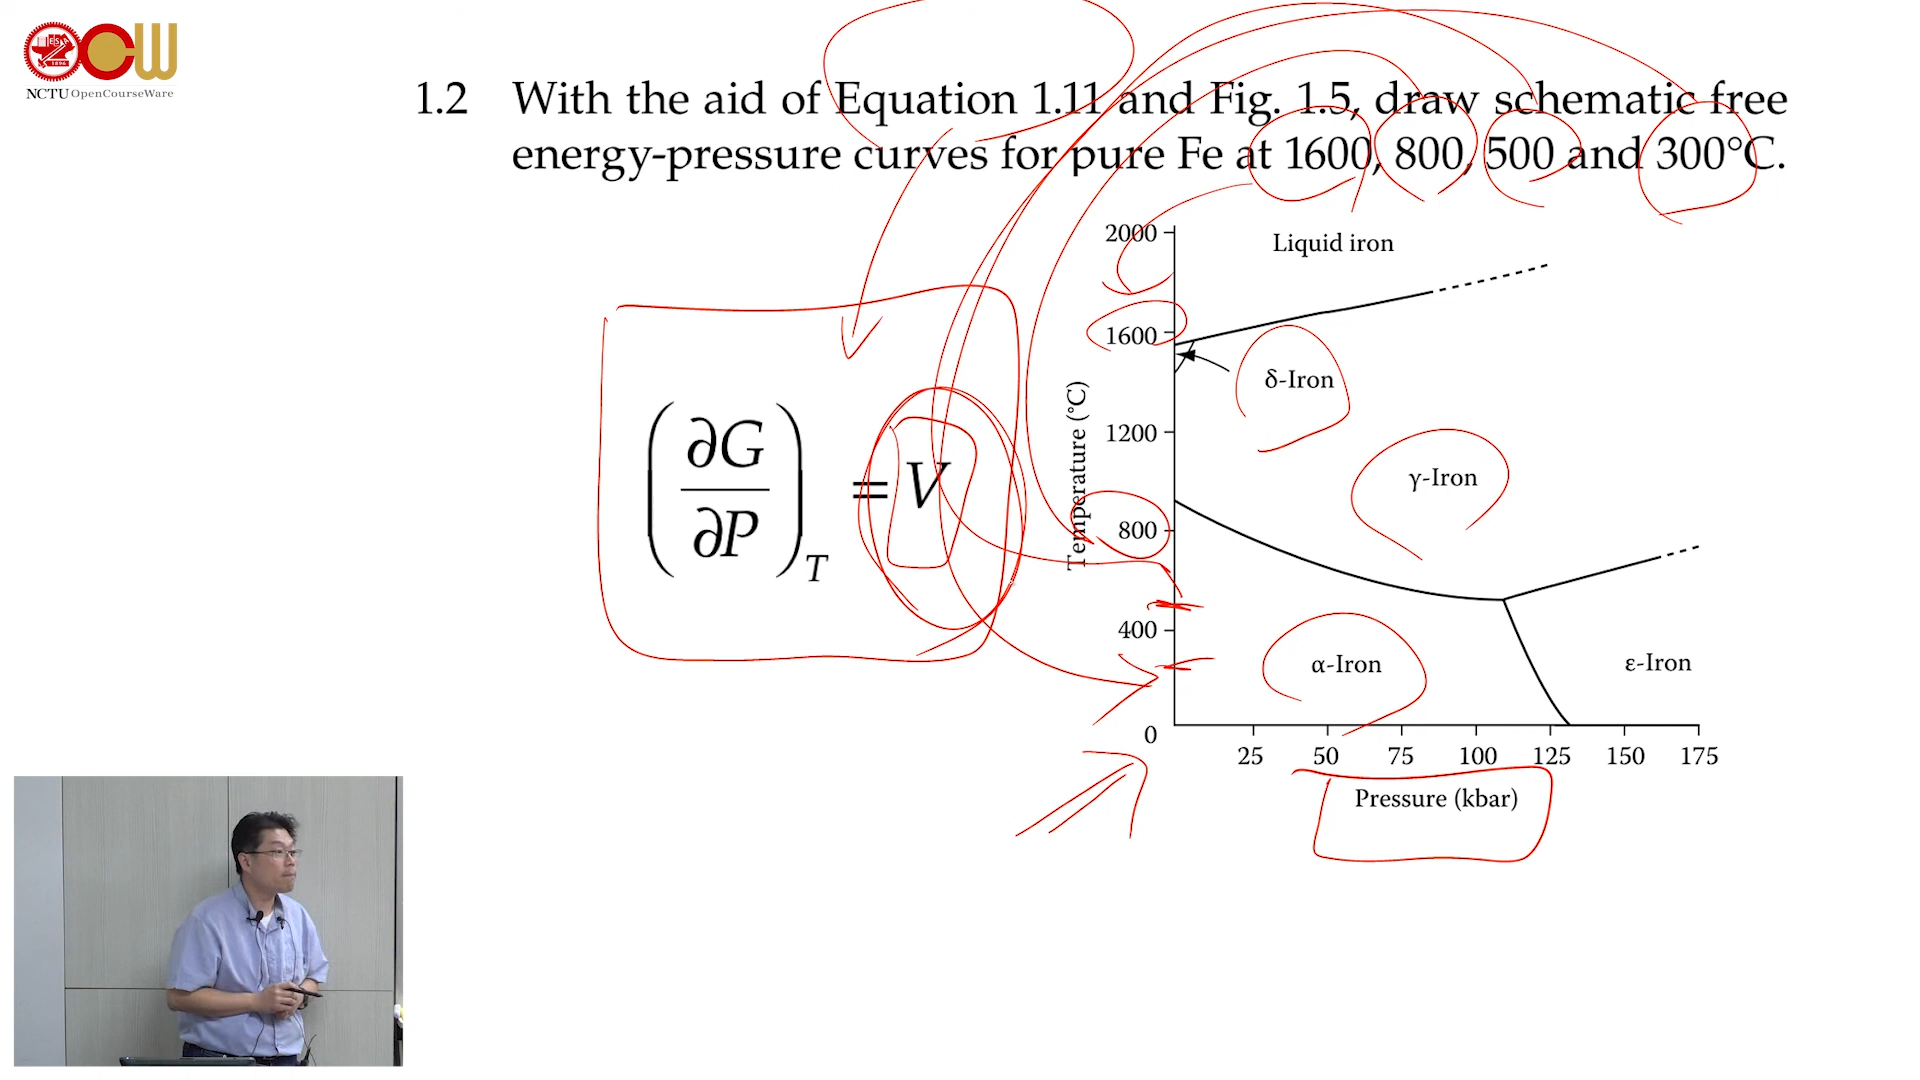 NCTU OpenCourseWare
1.2 With the aid of Equation 1.11 and Fig. 1.5, draw schematic free
energy-pressure curves for pure Fe at 1600, 800, 500 and 300°C.
(∂G/∂P)T = V
Temperature (°C)
2000
1600
1200
800
400
0
Liquid iron
δ-Iron
γ-Iron
α-Iron
ε-Iron
25 50 75 100 125 150 175
Pressure (kbar)